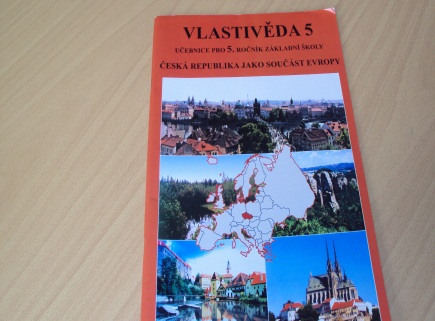 VLASTIVĚDA 5
UČEBNICE PRO 5. ROČNÍK ZÁKLADNÍ ŠKOLY
ČESKÁ REPUBLIKA JAKO SOUČÁST EVROPY